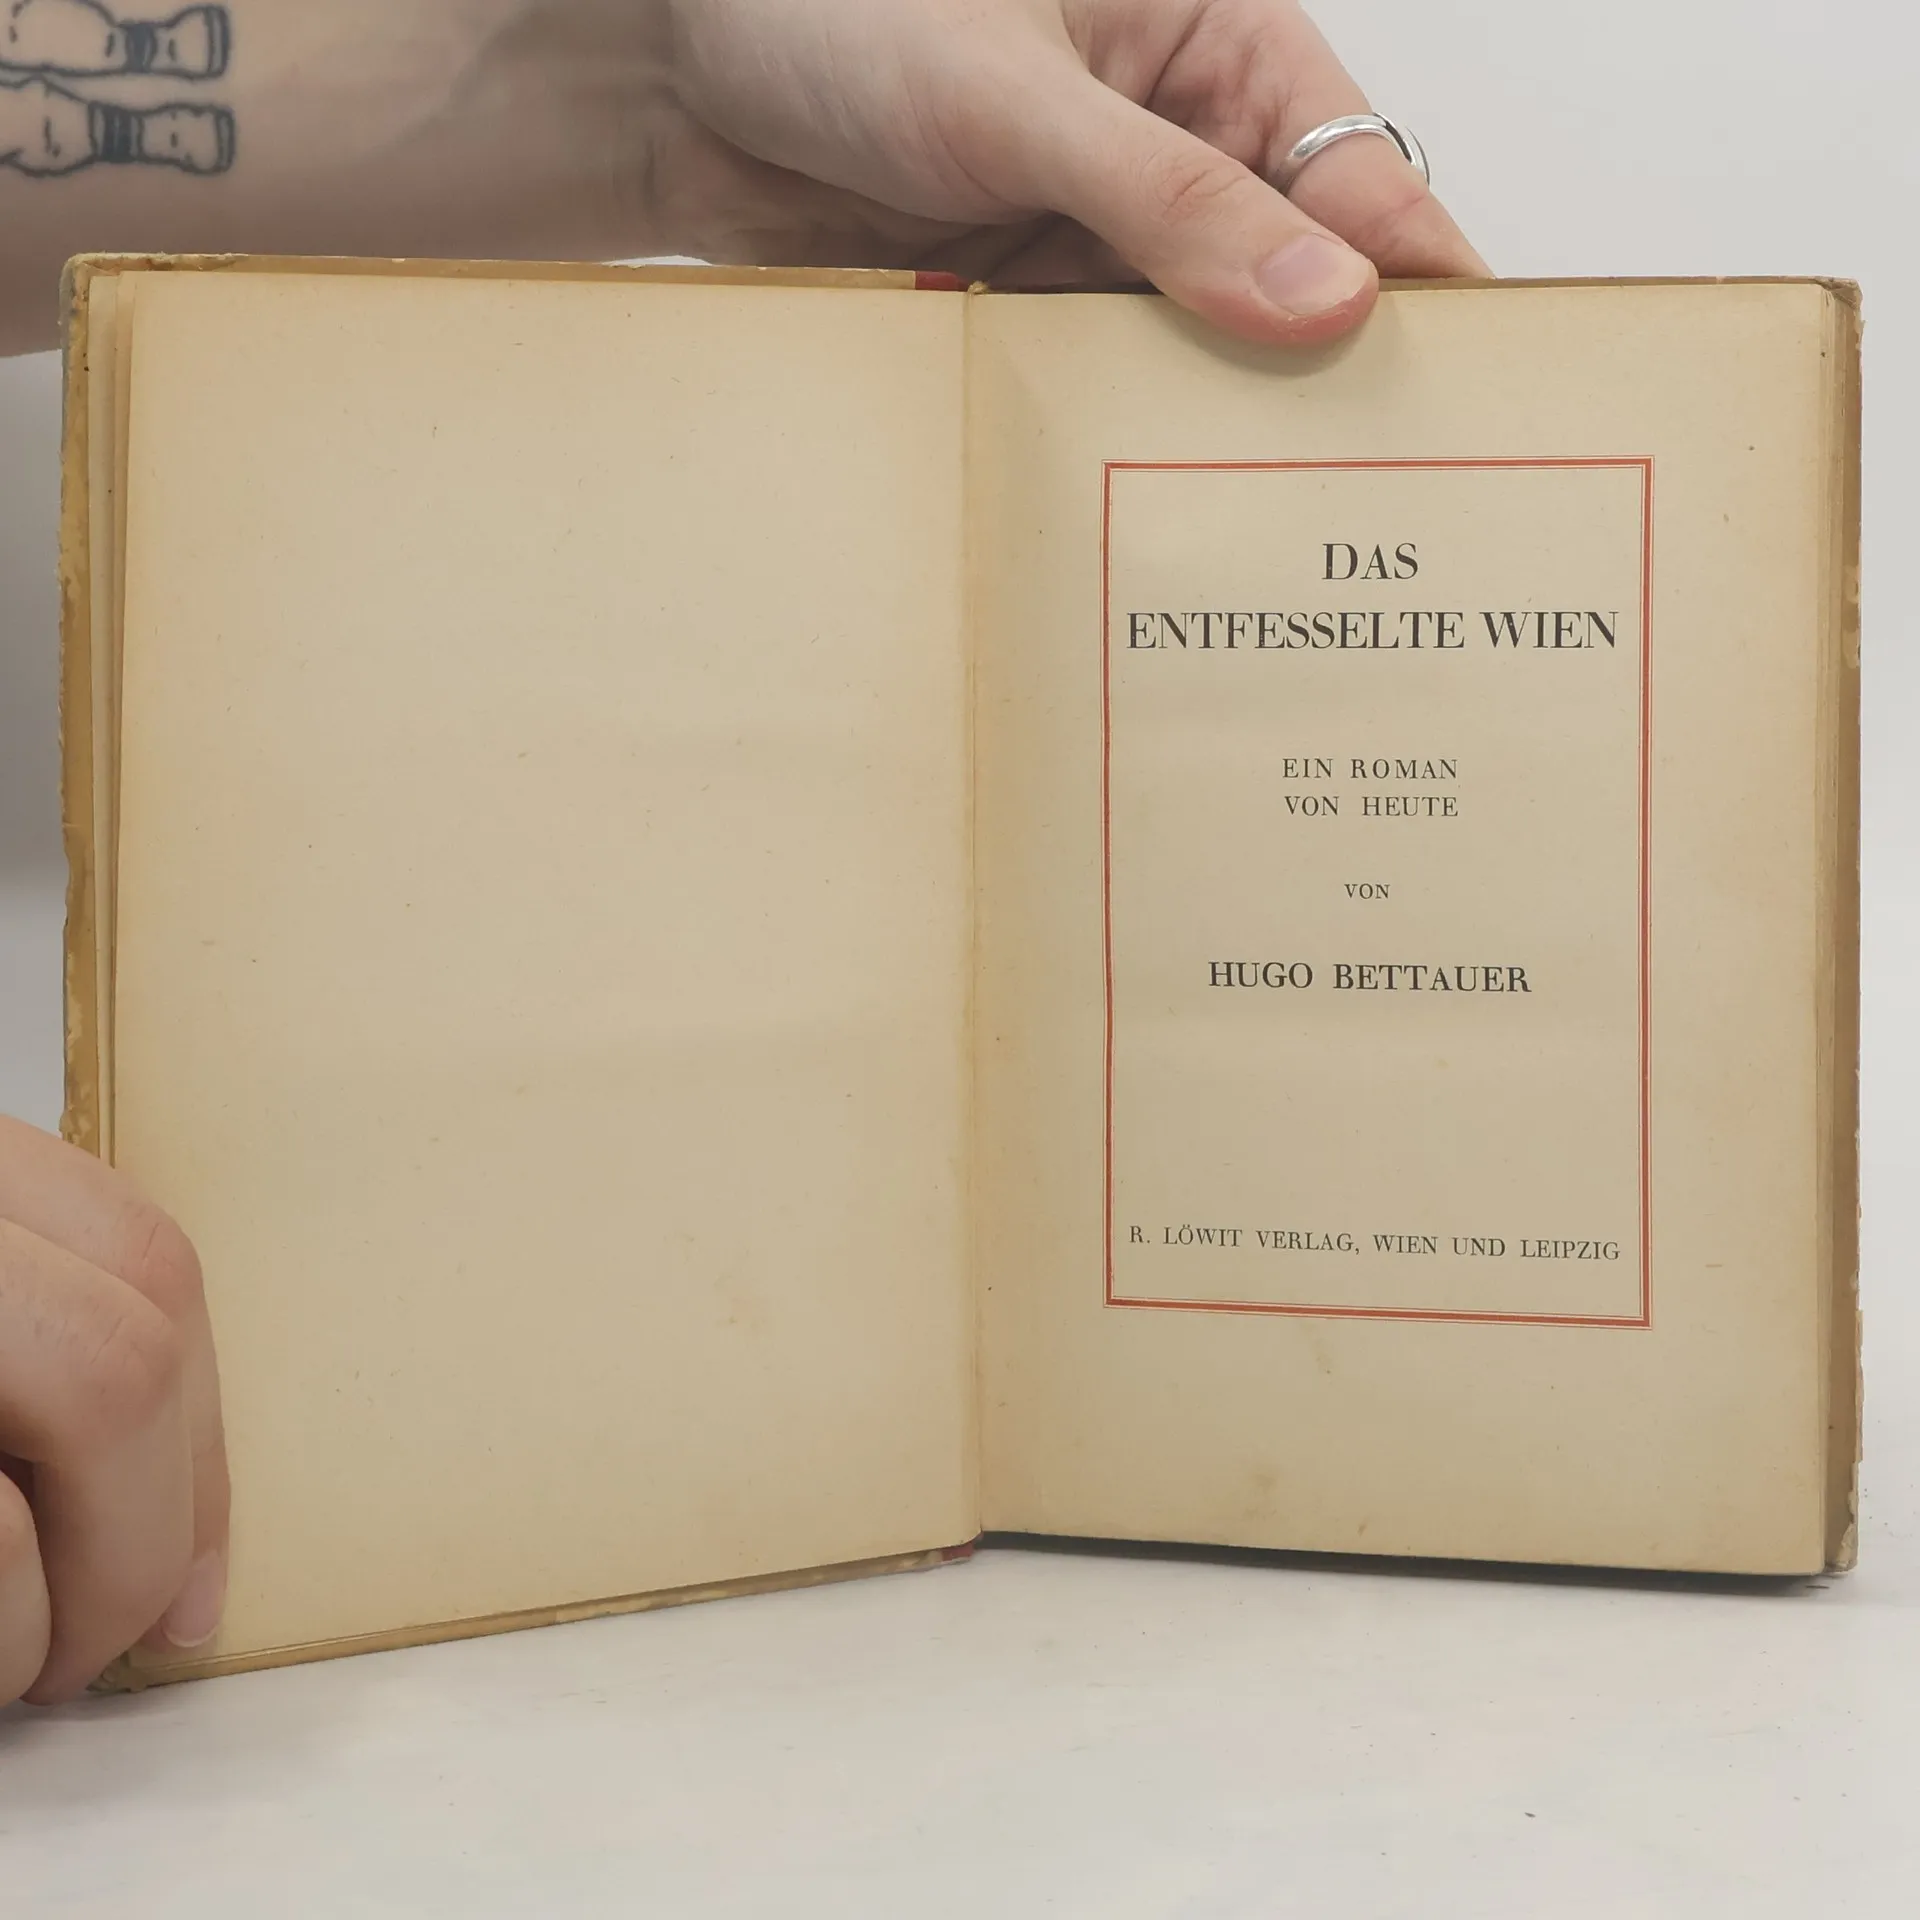 DAS
ENTFESSELTE WIEN
EIN ROMAN
VON HEUTE
VON
HUGO BETTAUER
R. LÖWIT VERLAG, WIEN UND LEIPZIG